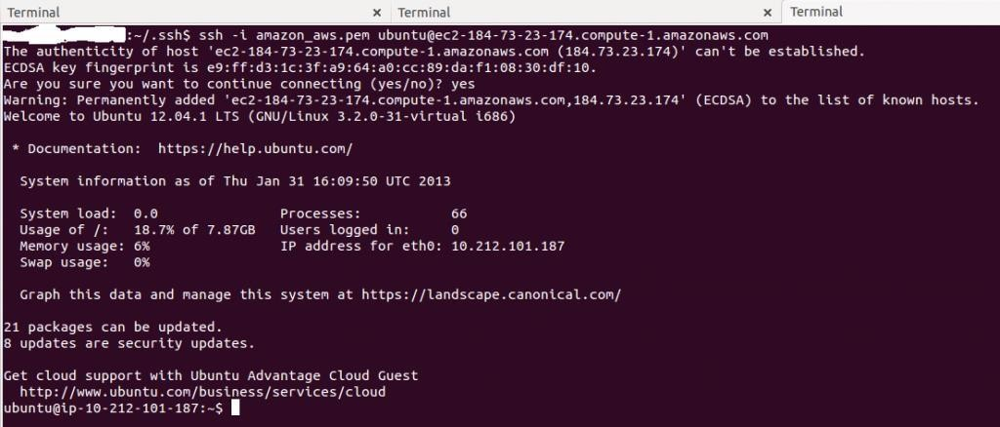 Terminal × Terminal × Terminal
:~/.ssh$ ssh -i amazon_aws.pem ubuntu@ec2-184-73-23-174.compute-1.amazonaws.com
The authenticity of host 'ec2-184-73-23-174.compute-1.amazonaws.com (184.73.23.174)' can't be established.
ECDSA key fingerprint is e9:ff:d3:1c:3f:a9:64:a0:cc:89:da:f1:08:30:df:10.
Are you sure you want to continue connecting (yes/no)? yes
Warning: Permanently added 'ec2-184-73-23-174.compute-1.amazonaws.com,184.73.23.174' (ECDSA) to the list of known hosts.
Welcome to Ubuntu 12.04.1 LTS (GNU/Linux 3.2.0-31-virtual i686)
* Documentation:  https://help.ubuntu.com/
System information as of Thu Jan 31 16:09:50 UTC 2013
System load:  0.0               Processes:           66
Usage of /:   18.7% of 7.87GB   Users logged in:     0
Memory usage: 6%                IP address for eth0: 10.212.101.187
Swap usage:   0%
Graph this data and manage this system at https://landscape.canonical.com/
21 packages can be updated.
8 updates are security updates.
Get cloud support with Ubuntu Advantage Cloud Guest
http://www.ubuntu.com/business/services/cloud
ubuntu@ip-10-212-101-187:~$